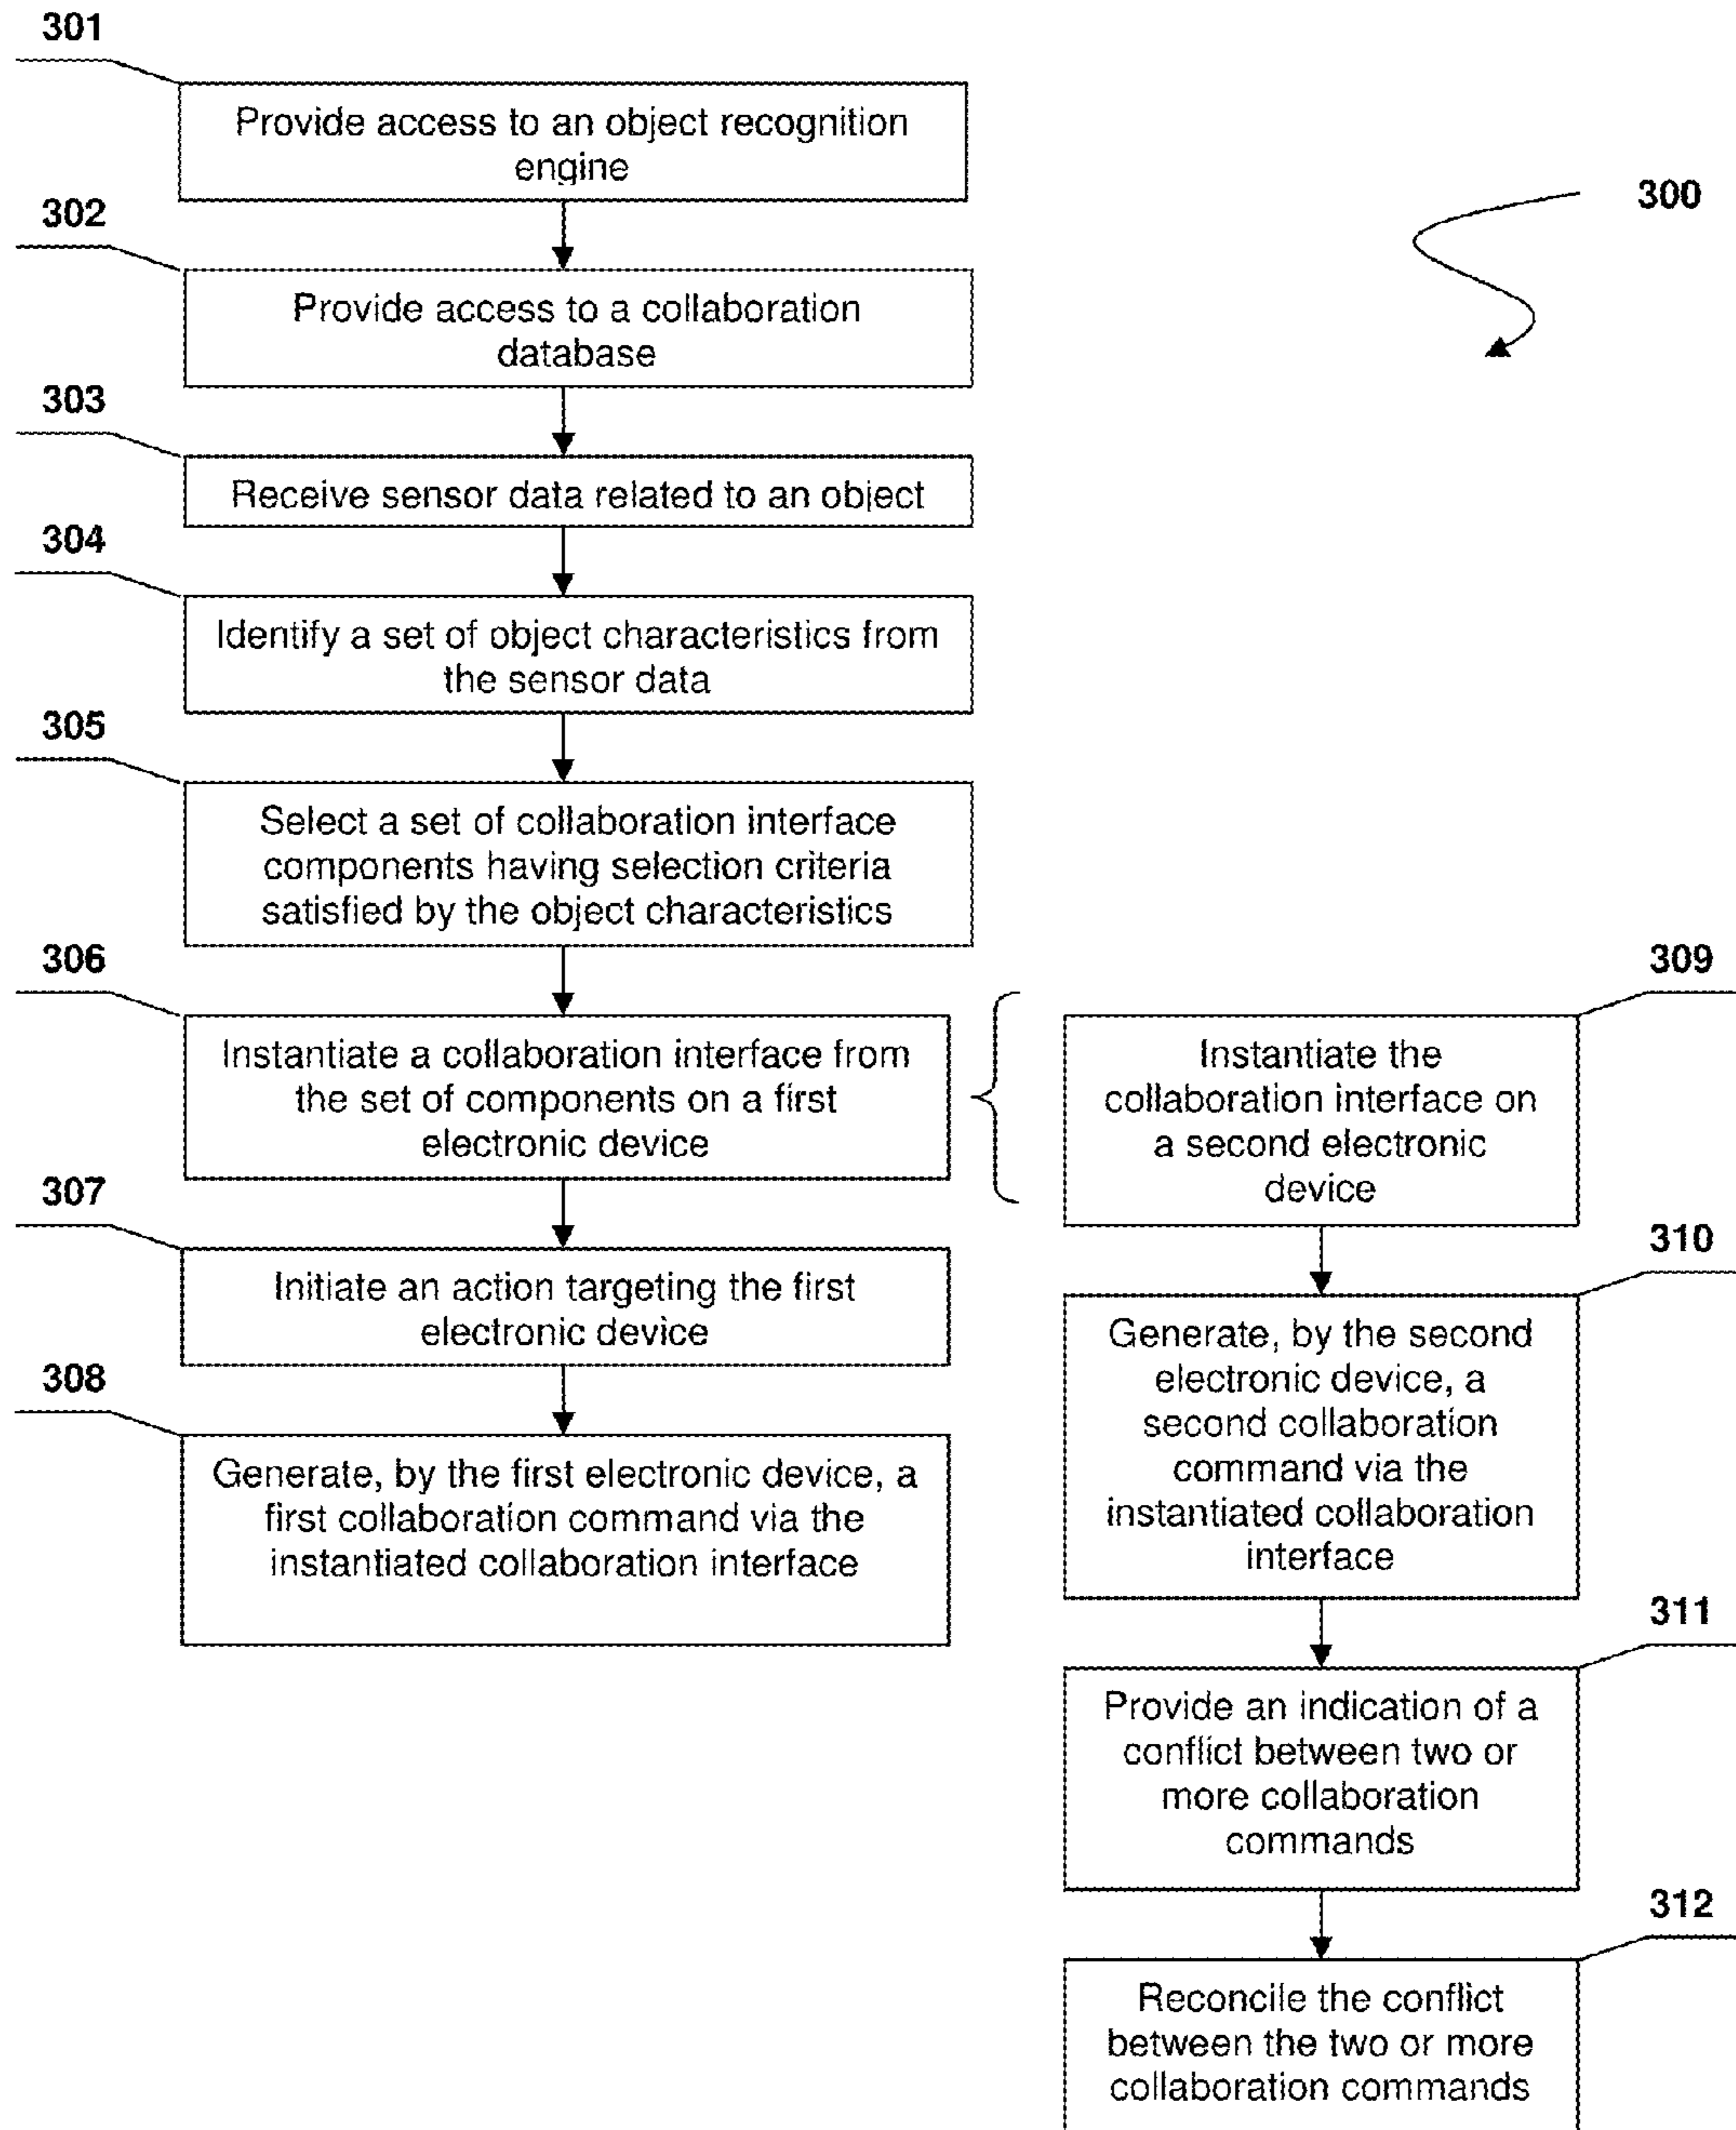 301
Provide access to an object recognition
engine
300
302
Provide access to a collaboration
database
303
Receive sensor data related to an object
304
Identify a set of object characteristics from
the sensor data
305
Select a set of collaboration interface
components having selection criteria
satisfied by the object characteristics
306
Instantiate a collaboration interface from
the set of components on a first
electronic device
307
Initiate an action targeting the first
electronic device
308
Generate, by the first electronic device, a
first collaboration command via the
instantiated collaboration interface
309
Instantiate the
collaboration interface on
a second electronic
device
310
Generate, by the second
electronic device, a
second collaboration
command via the
instantiated collaboration
interface
311
Provide an indication of a
conflict between two or
more collaboration
commands
312
Reconcile the conflict
between the two or more
collaboration commands